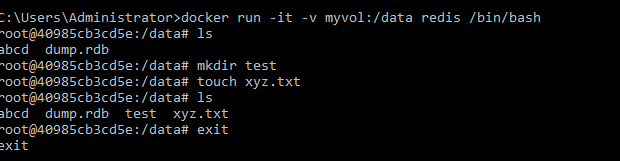 C:\Users\Administrator>docker run -it -v myvol:/data redis /bin/bash
root@40985cb3cd5e:/data# ls
abcd  dump.rdb
root@40985cb3cd5e:/data# mkdir test
root@40985cb3cd5e:/data# touch xyz.txt
root@40985cb3cd5e:/data# ls
abcd  dump.rdb  test  xyz.txt
root@40985cb3cd5e:/data# exit
exit